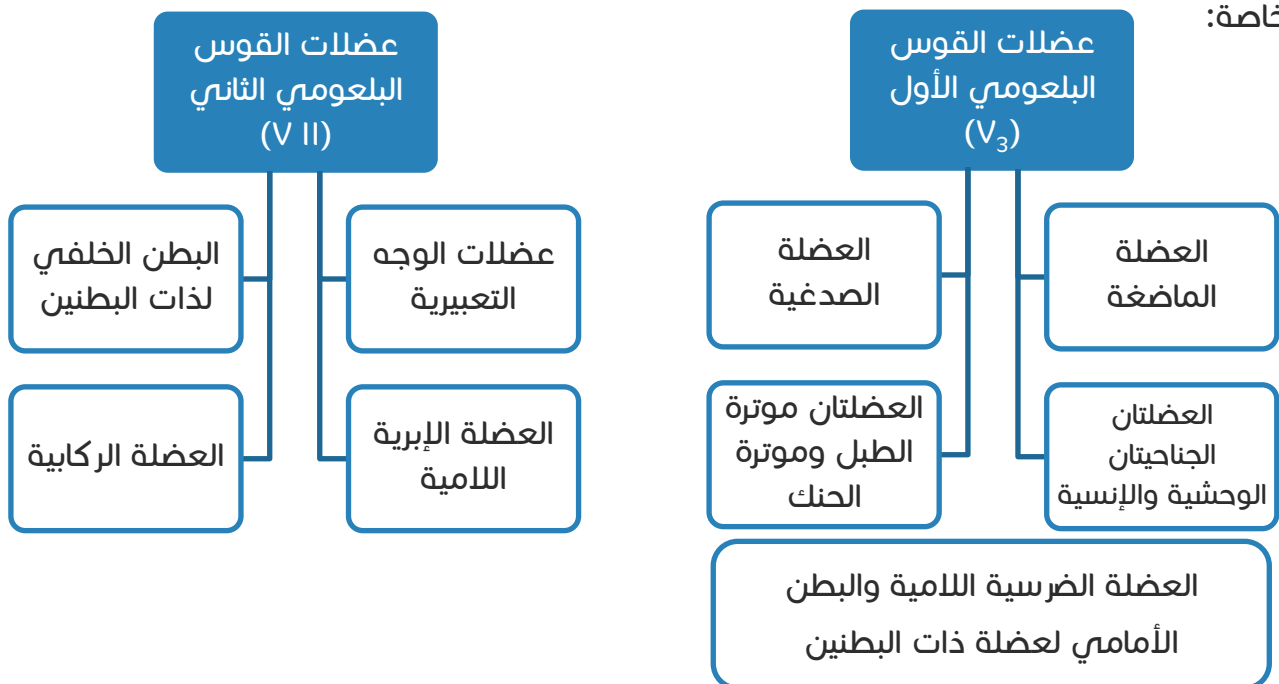 خاصة:
عضلات القوس
البلعومي الأول
(V₃)
العضلة
الماضغة
العضلة
الصدغية
العضلتان
الجناحيتان
الوحشية والإنسية
العضلتان موترة
الطبل وموترة
الحنك
العضلة الضرسية اللامية والبطن
الأمامي لعضلة ذات البطنين
عضلات القوس
البلعومي الثاني
(V II)
عضلات الوجه
التعبيرية
البطن الخلفي
لذات البطنين
العضلة الإبرية
اللامية
العضلة الركابية